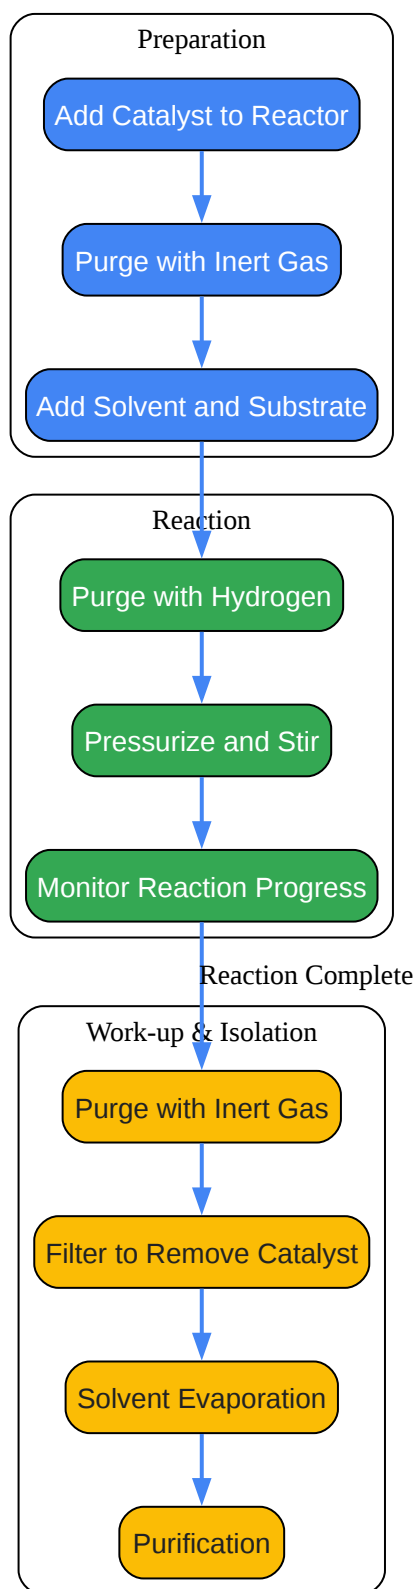 Preparation
Add Catalyst to Reactor
Purge with Inert Gas
Add Solvent and Substrate
Reaction
Purge with Hydrogen
Pressurize and Stir
Monitor Reaction Progress
Reaction Complete
Work-up & Isolation
Purge with Inert Gas
Filter to Remove Catalyst
Solvent Evaporation
Purification